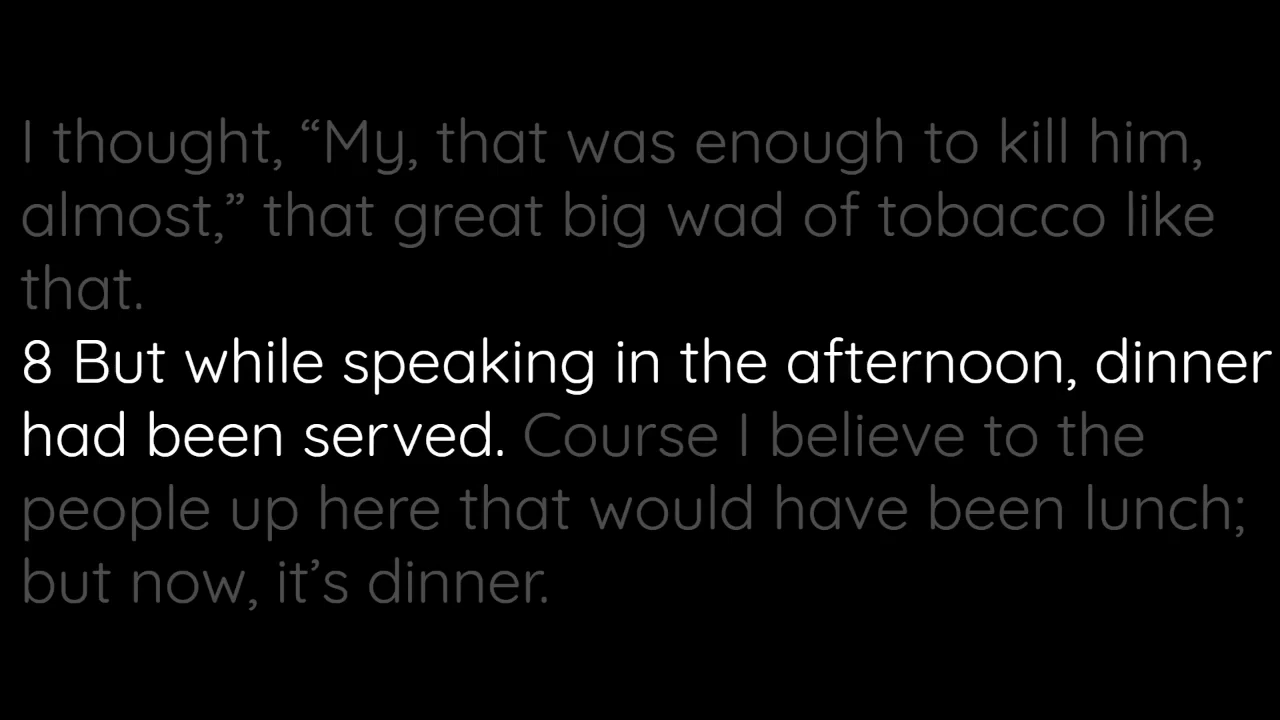 I thought, “My, that was enough to kill him,
almost,” that great big wad of tobacco like
that.
8 But while speaking in the afternoon, dinner
had been served. Course I believe to the
people up here that would have been lunch;
but now, it’s dinner.